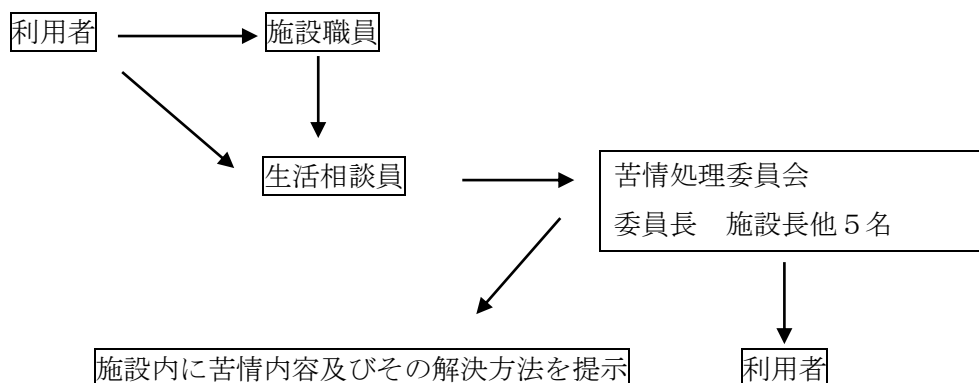 利用者
施設職員
生活相談員
苦情処理委員会
委員長　施設長他５名
施設内に苦情内容及びその解決方法を提示
利用者